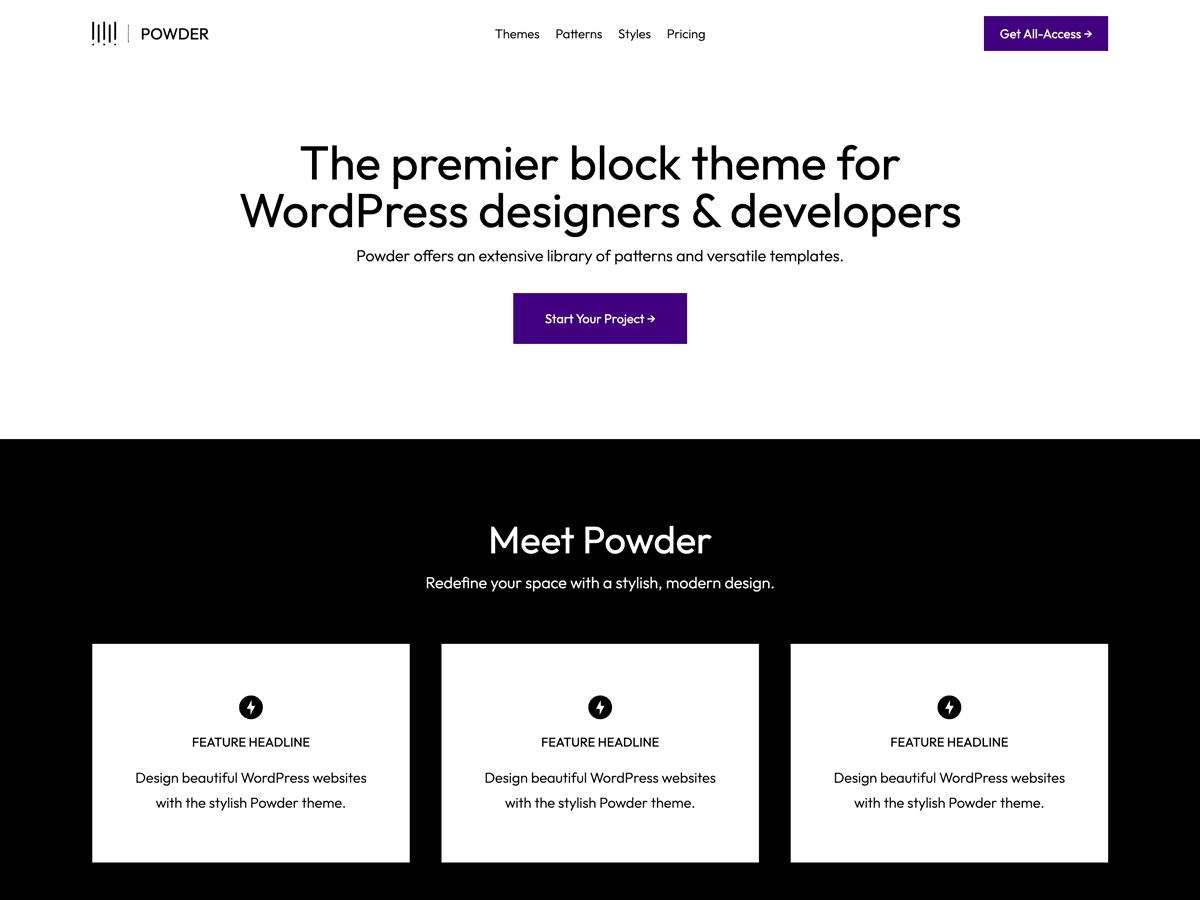 POWDER
Themes Patterns Styles Pricing
Get All-Access →
The premier block theme for
WordPress designers & developers
Powder offers an extensive library of patterns and versatile templates.
Start Your Project →
Meet Powder
Redefine your space with a stylish, modern design.
FEATURE HEADLINE
Design beautiful WordPress websites
with the stylish Powder theme.
FEATURE HEADLINE
Design beautiful WordPress websites
with the stylish Powder theme.
FEATURE HEADLINE
Design beautiful WordPress websites
with the stylish Powder theme.